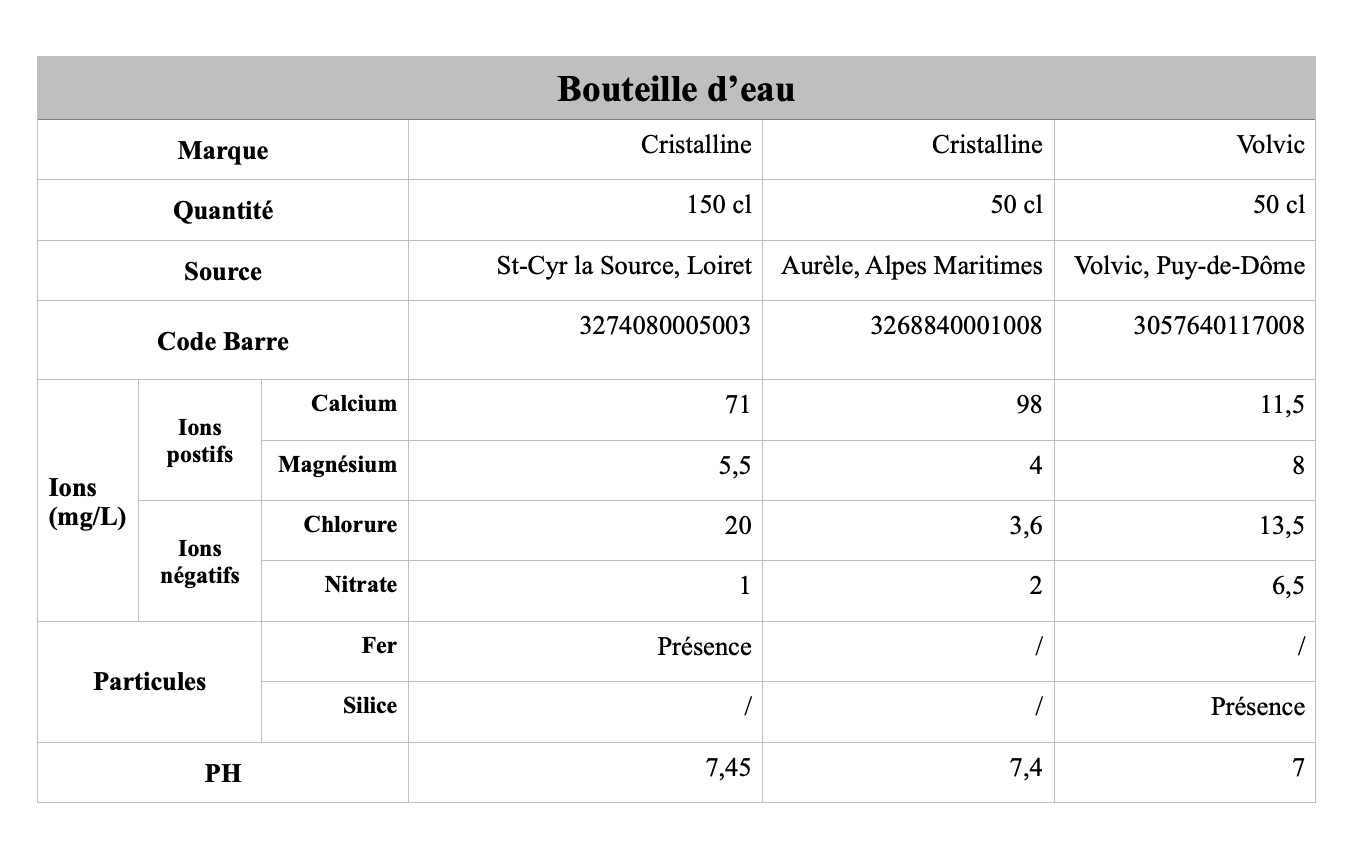 Bouteille d’eau
Marque Cristalline Cristalline Volvic
Quantité 150 cl 50 cl 50 cl
Source St-Cyr la Source, Loiret Aurèle, Alpes Maritimes Volvic, Puy-de-Dôme
Code Barre 3274080005003 3268840001008 3057640117008
Ions
(mg/L)
Ions
postifs
Calcium 71 98 11,5
Magnésium 5,5 4 8
Ions
négatifs
Chlorure 20 3,6 13,5
Nitrate 1 2 6,5
Particules
Fer Présence / /
Silice / / Présence
PH 7,45 7,4 7